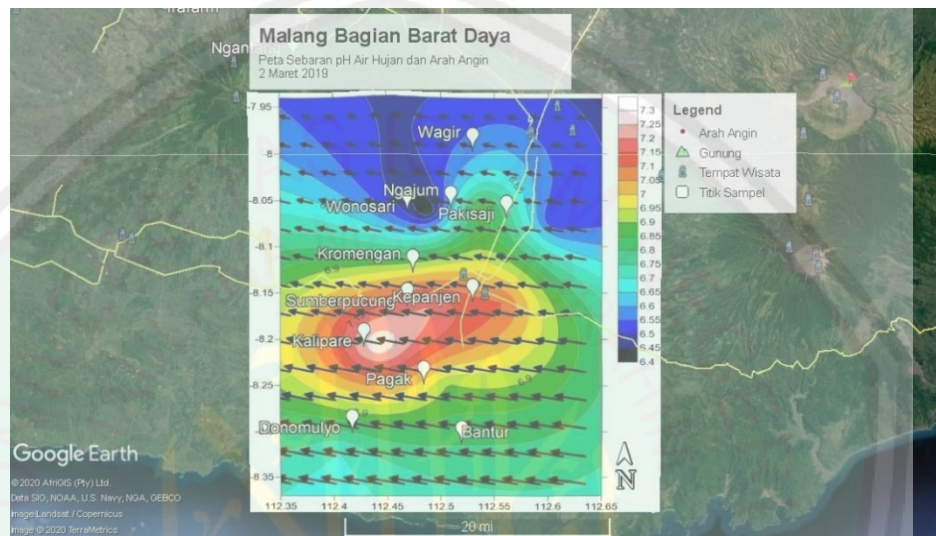 Malang Bagian Barat Daya
Peta Sebaran pH Air Hujan dan Arah Angin
2 Maret 2019
Legend
Arah Angin
Gunung
Tempat Wisata
Titik Sampel
-7.95
-8
-8.05
-8.1
-8.15
-8.2
-8.25
-8.35
112.35
112.4
112.45
112.5
112.55
112.6
112.65
Wagir
Ngajum
Wonosari
Pakisaji
Kromengan
Sumberpucung
Kepanjen
Kalipare
Pagak
Donomulyo
Bantur
6.9
6.9
7.3
7.25
7.2
7.15
7.1
7.05
7
6.95
6.9
6.85
6.8
6.75
6.7
6.65
6.6
6.55
6.5
6.45
6.4
N
20 mi
Google Earth
©2020 AfriGIS (Pty) Ltd.
Data SIO, NOAA, U.S. Navy, NGA, GEBCO
Image Landsat / Copernicus
Image © 2020 TerraMetrics